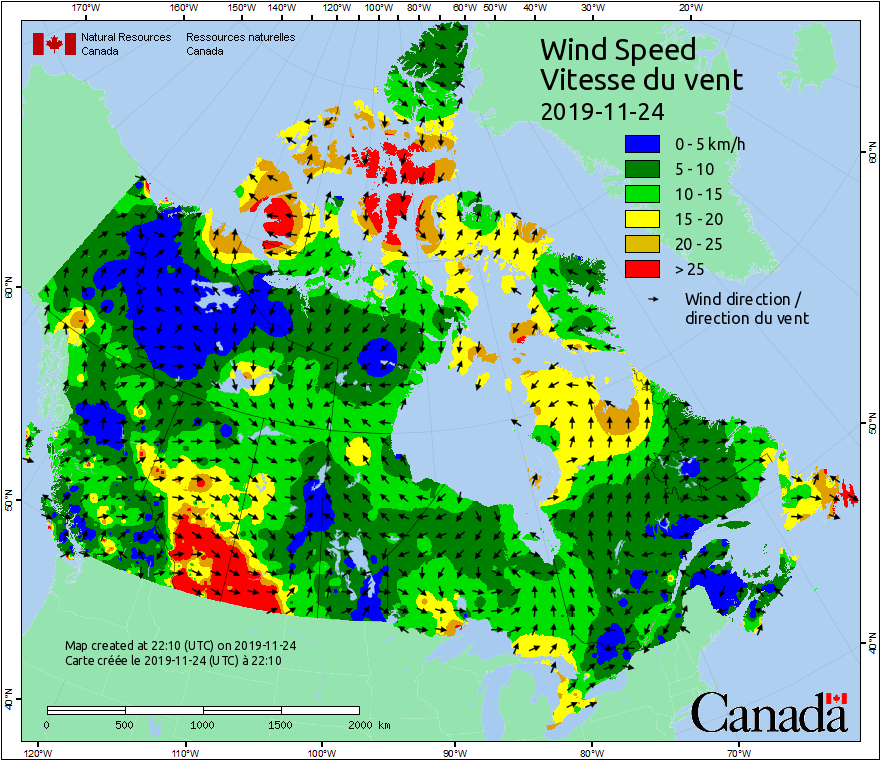 170°W 160°W 150°W 140°W 120°W 100°W 80°W 60°W 50°W 40°W 30°W 20°W
Natural Resources Ressources naturelles
Canada Canada
Wind Speed
Vitesse du vent
2019-11-24
0 - 5 km/h
5 - 10
10 - 15
15 - 20
20 - 25
> 25
Wind direction /
direction du vent
60°N
60°N
50°N
50°N
40°N
40°N
Map created at 22:10 (UTC) on 2019-11-24
Carte créée le 2019-11-24 (UTC) à 22:10
0 500 1000 1500 2000 km
Canada
120°W 110°W 100°W 90°W 80°W 70°W